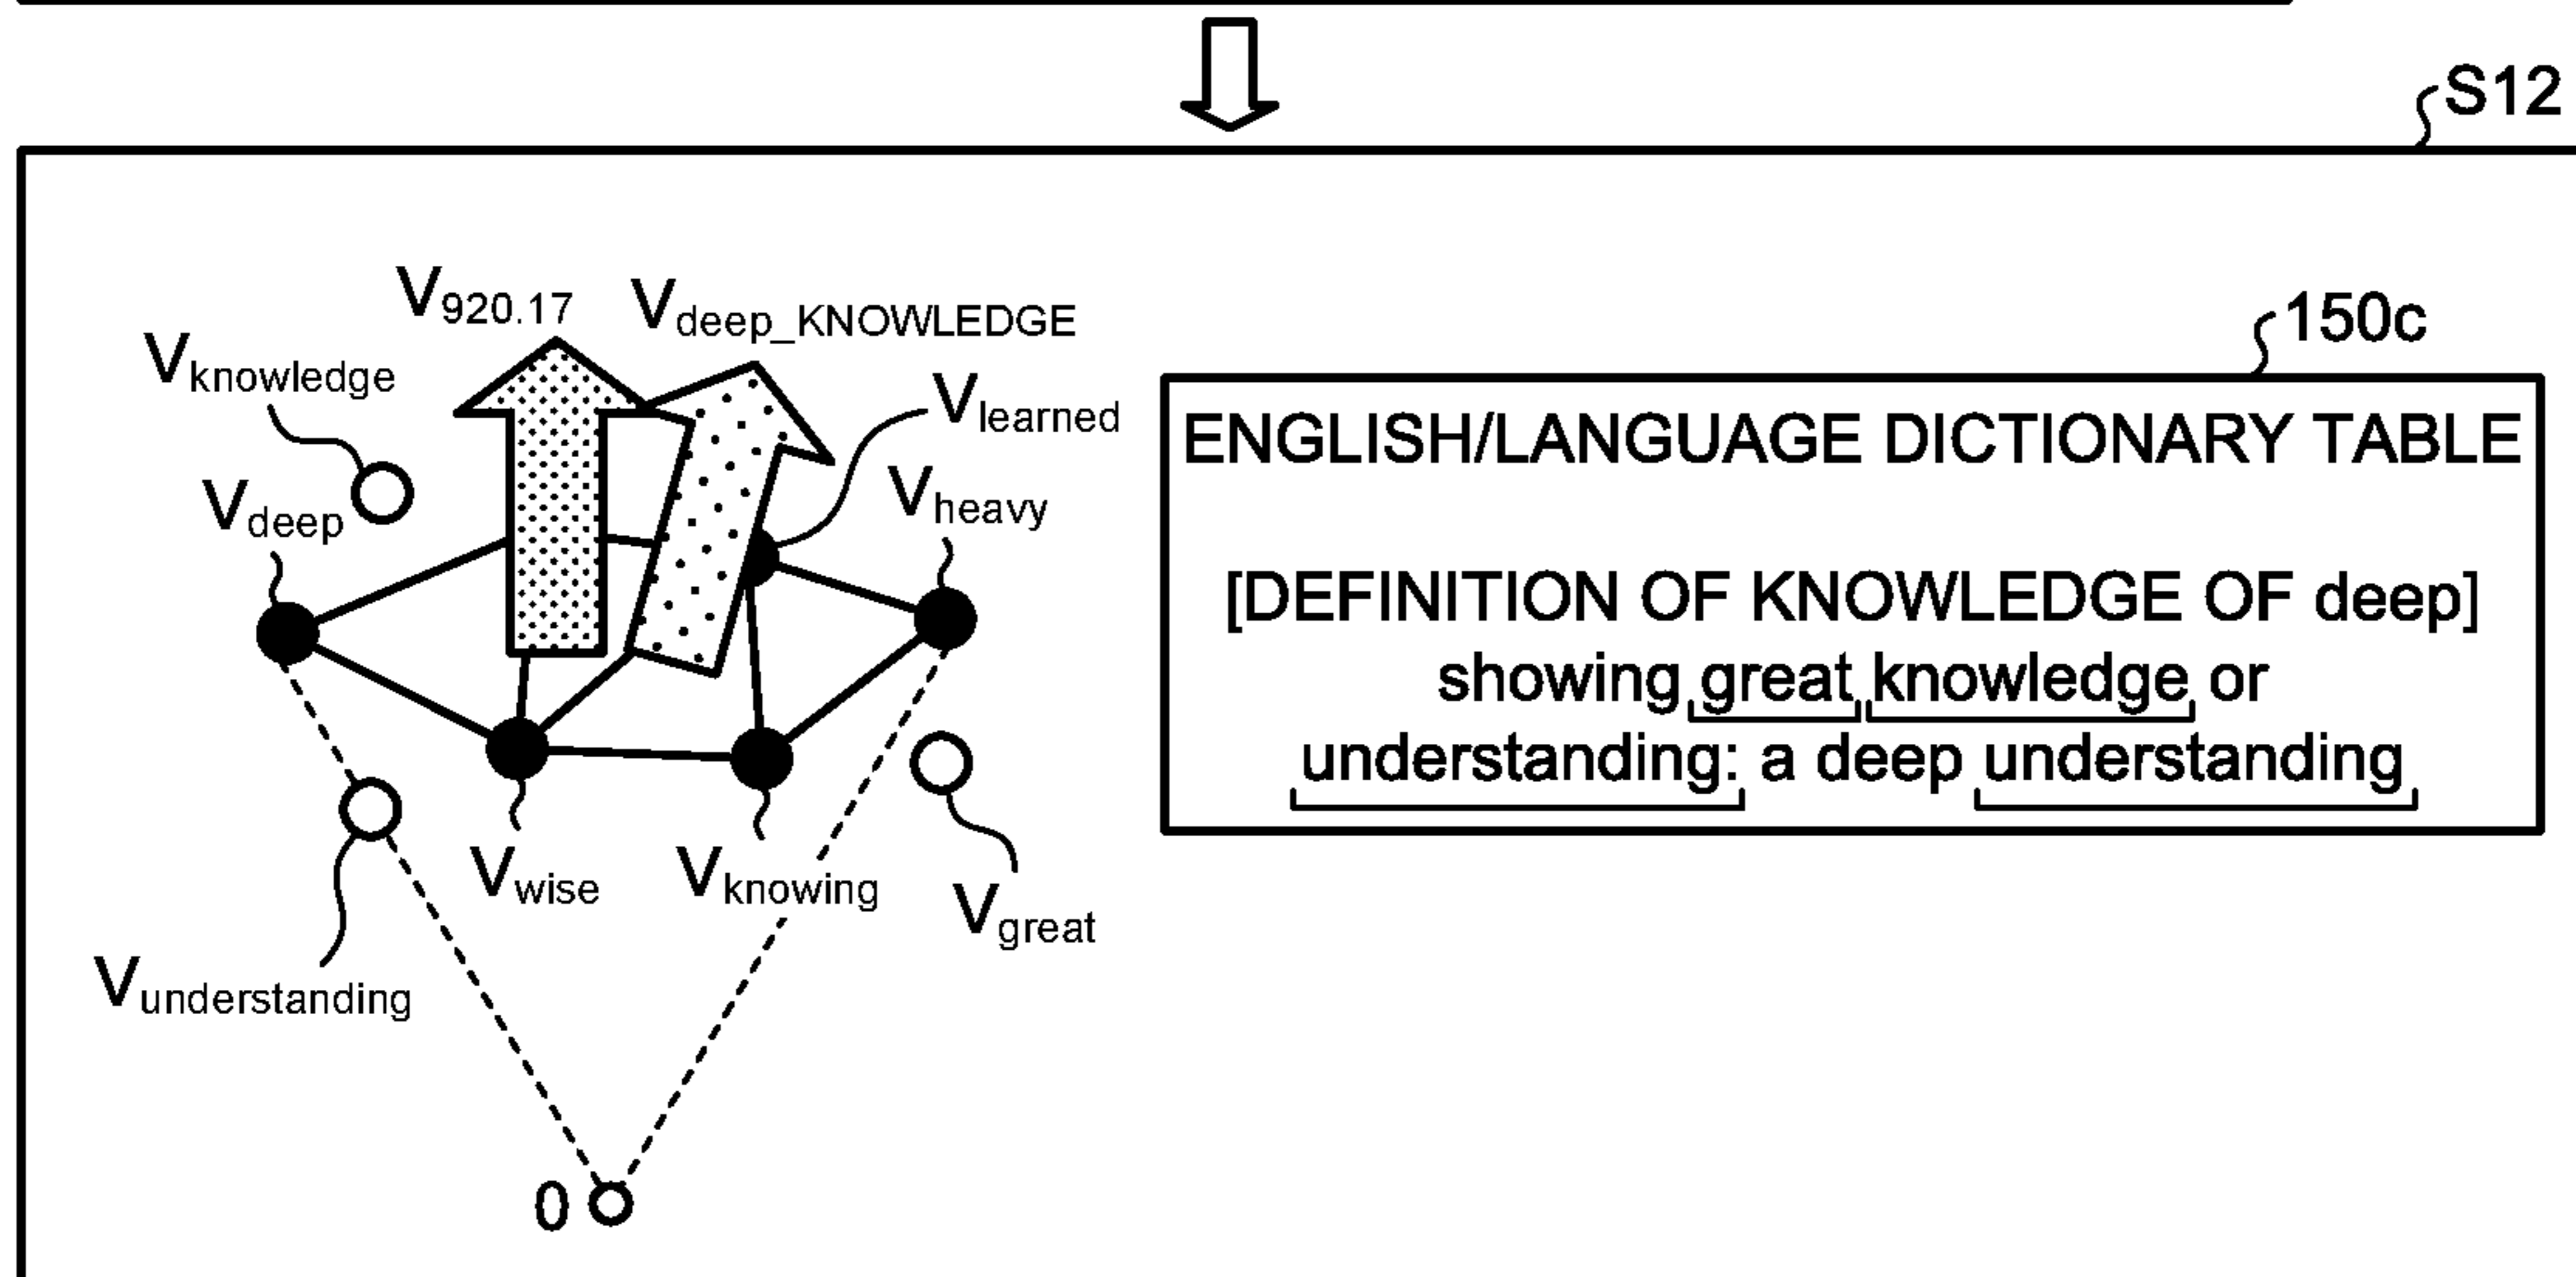 S12
V920.17
Vdeep_KNOWLEDGE
Vknowledge
Vlearned
Vdeep
Vheavy
Vwise
Vknowing
Vgreat
Vunderstanding
0
150c
ENGLISH/LANGUAGE DICTIONARY TABLE
[DEFINITION OF KNOWLEDGE OF deep]
showing great knowledge or
understanding: a deep understanding